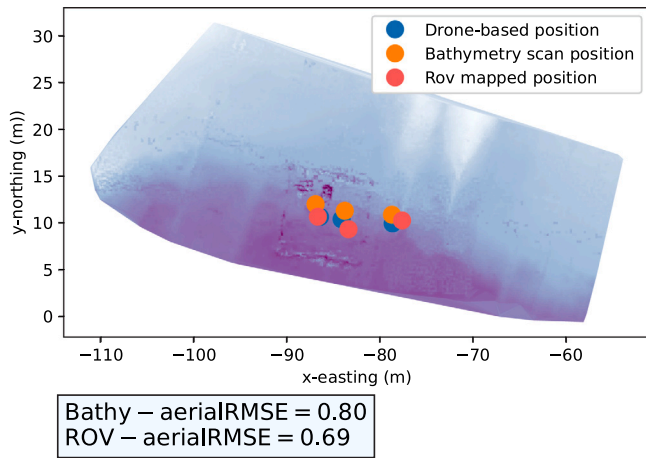 Drone-based position
Bathymetry scan position
Rov mapped position
y-northing (m))
30
25
20
15
10
5
0
−110 −100 −90 −80 −70 −60
x-easting (m)
Bathy − aerialRMSE = 0.80
ROV − aerialRMSE = 0.69